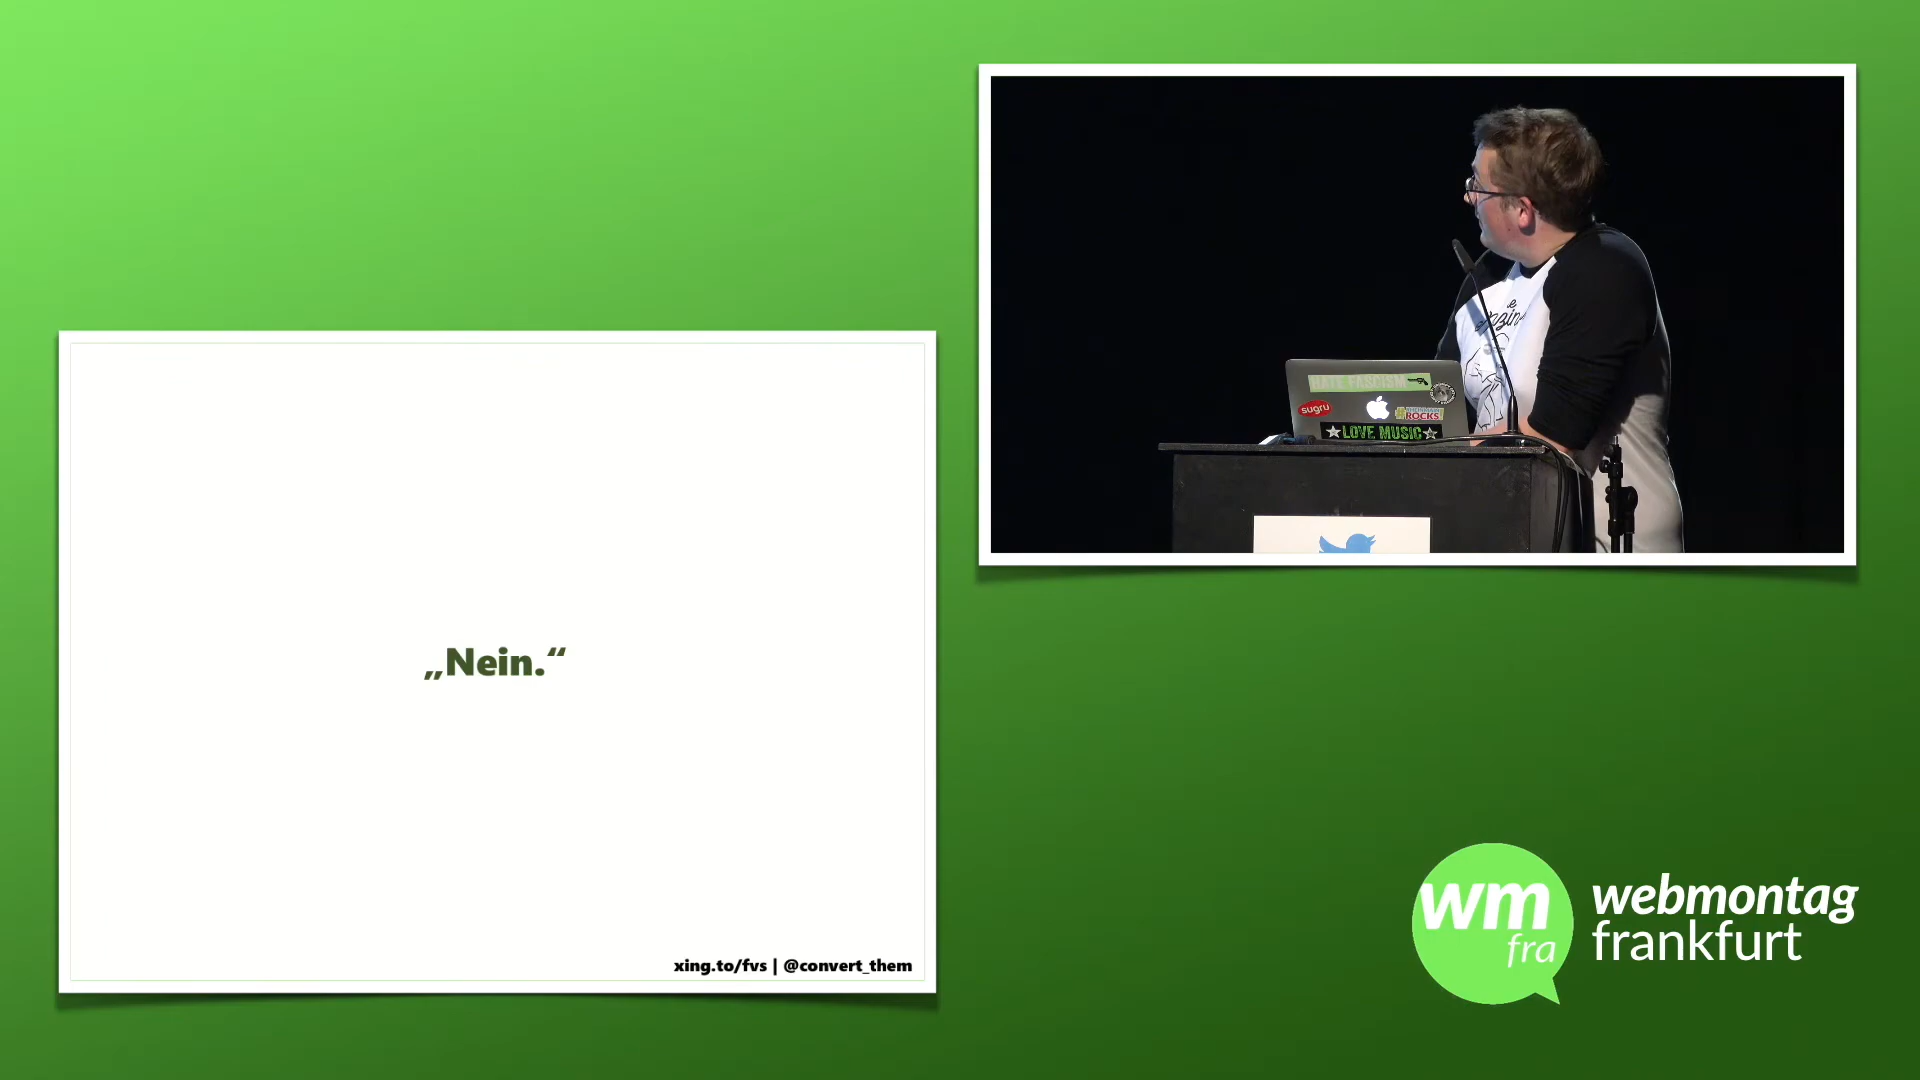 „Nein.“
xing.to/fvs | @convert_them
HATE FASCISM
sugru
ROCKS!
★LOVE MUSIC★
wm
fra
webmontag
frankfurt